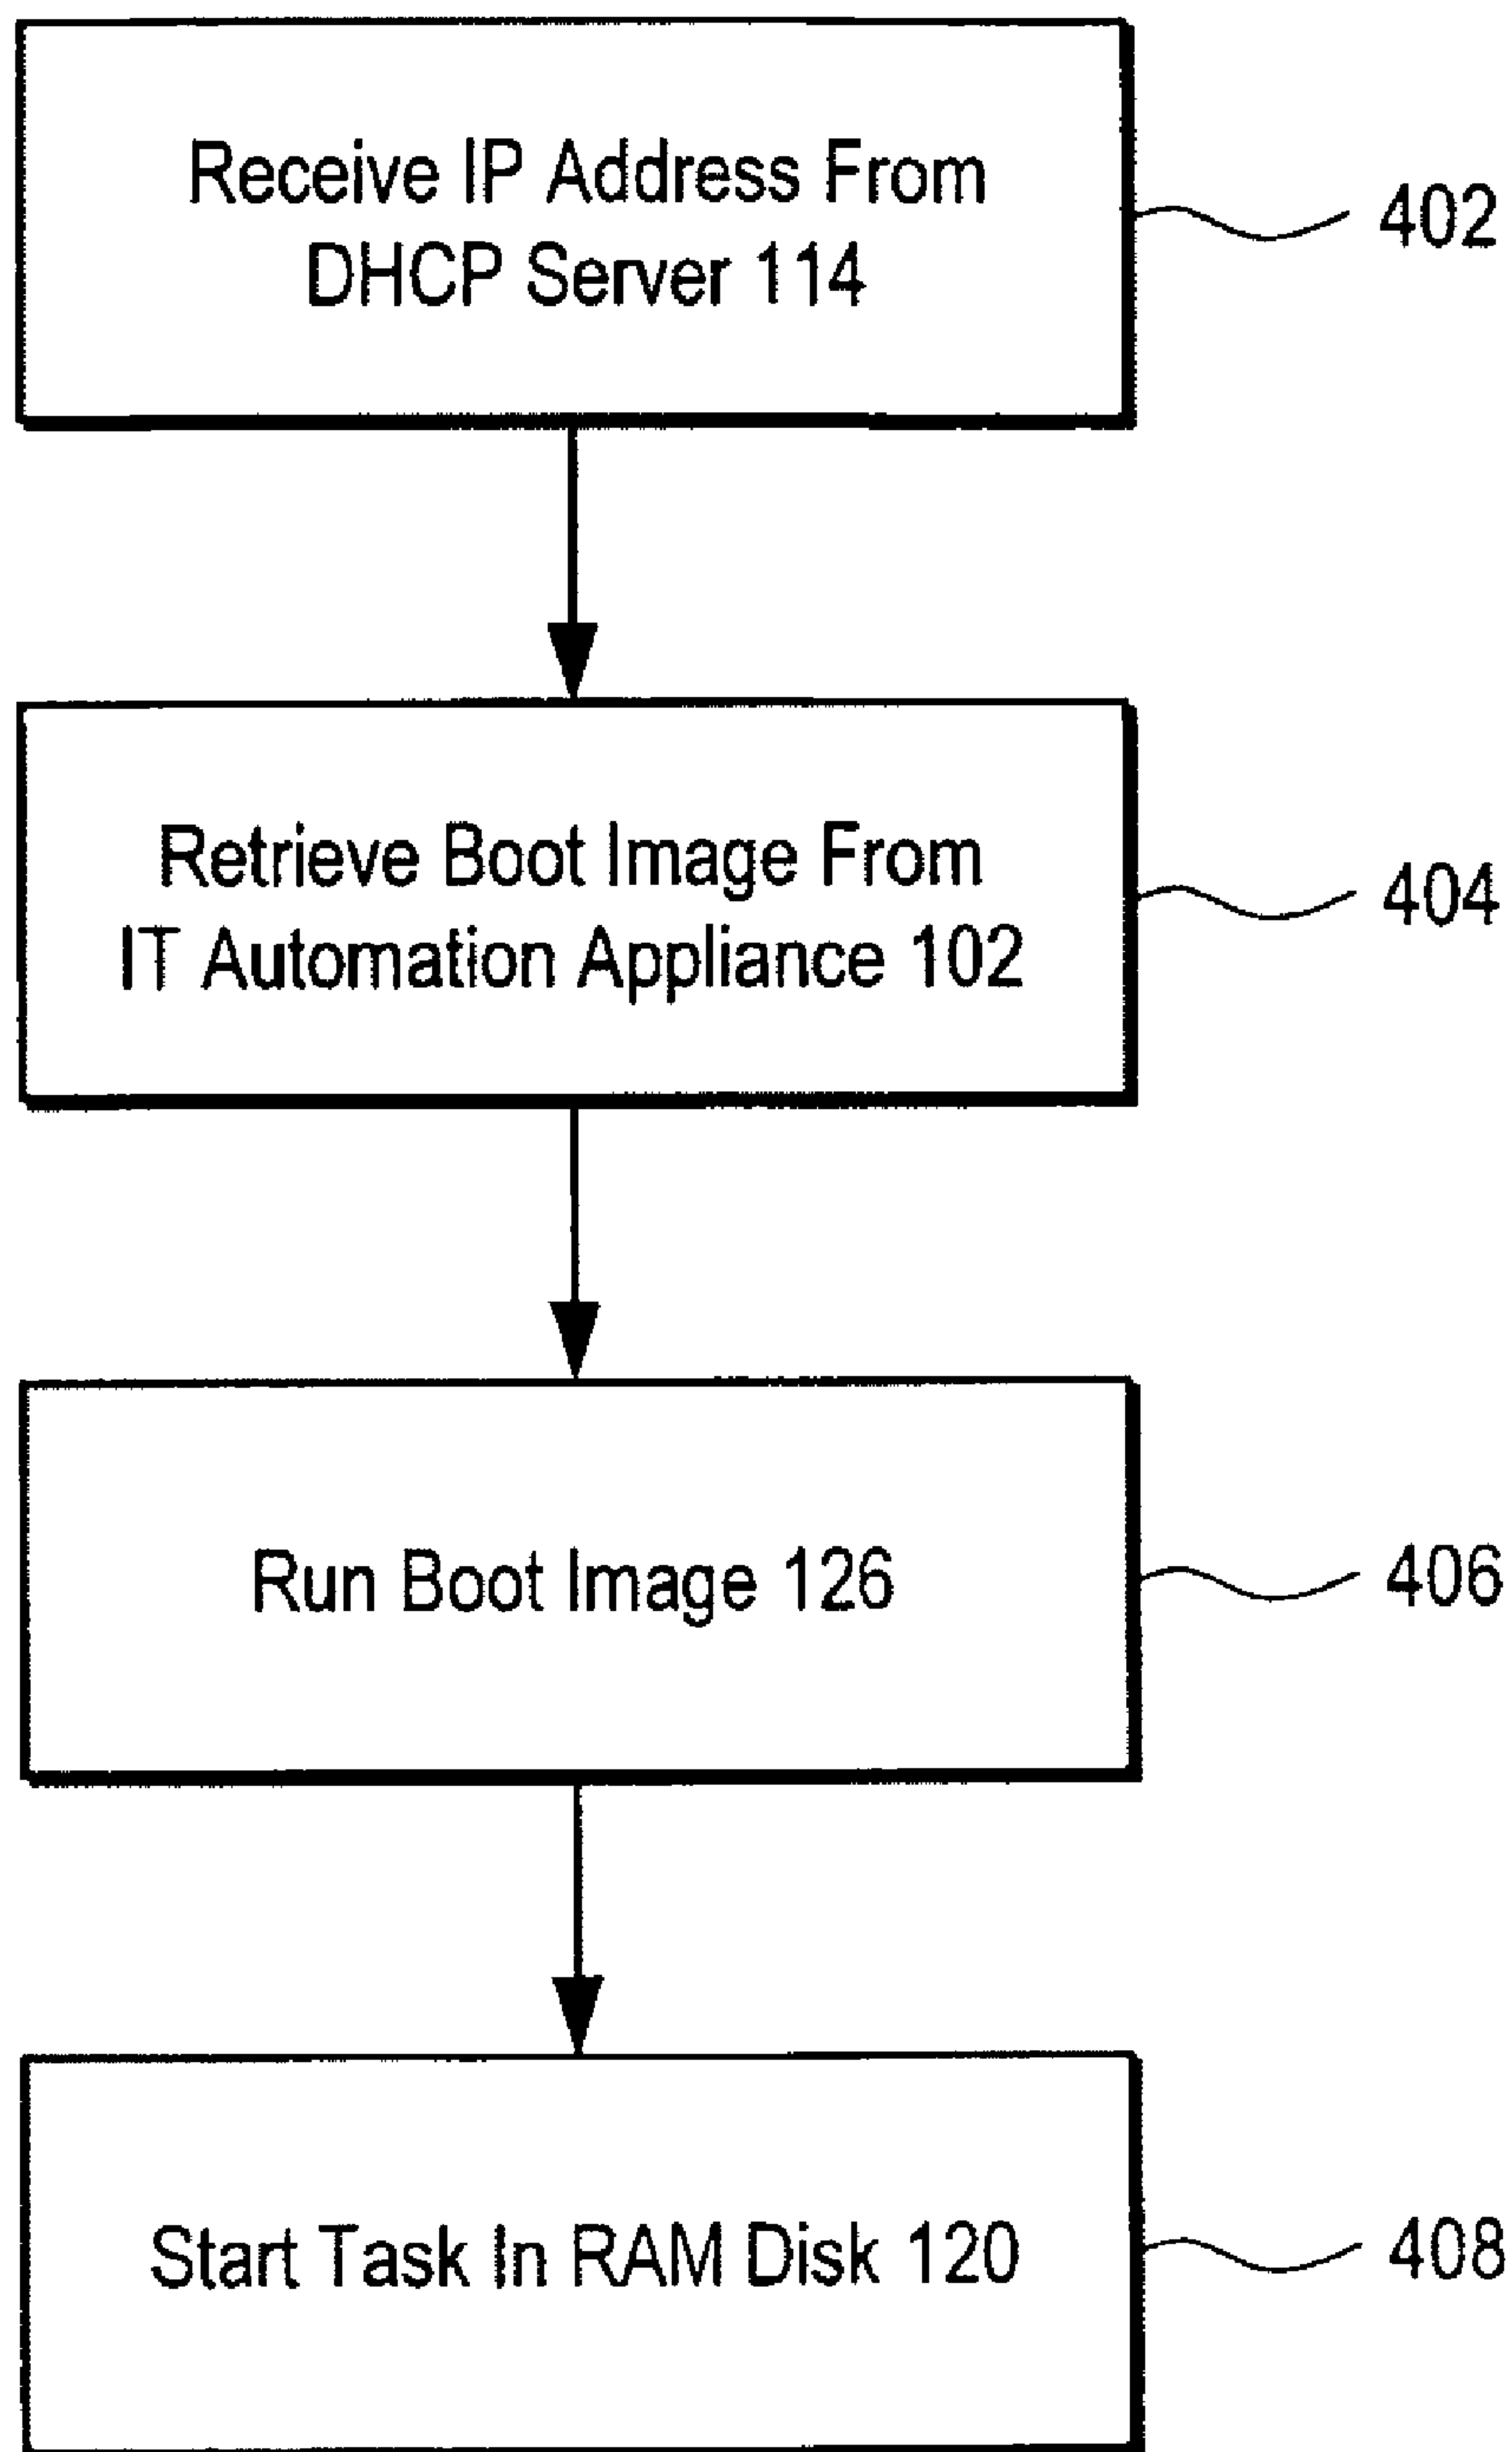 Receive IP Address From
DHCP Server 114
402
Retrieve Boot Image From
IT Automation Appliance 102
404
Run Boot Image 126
406
Start Task In RAM Disk 120
408